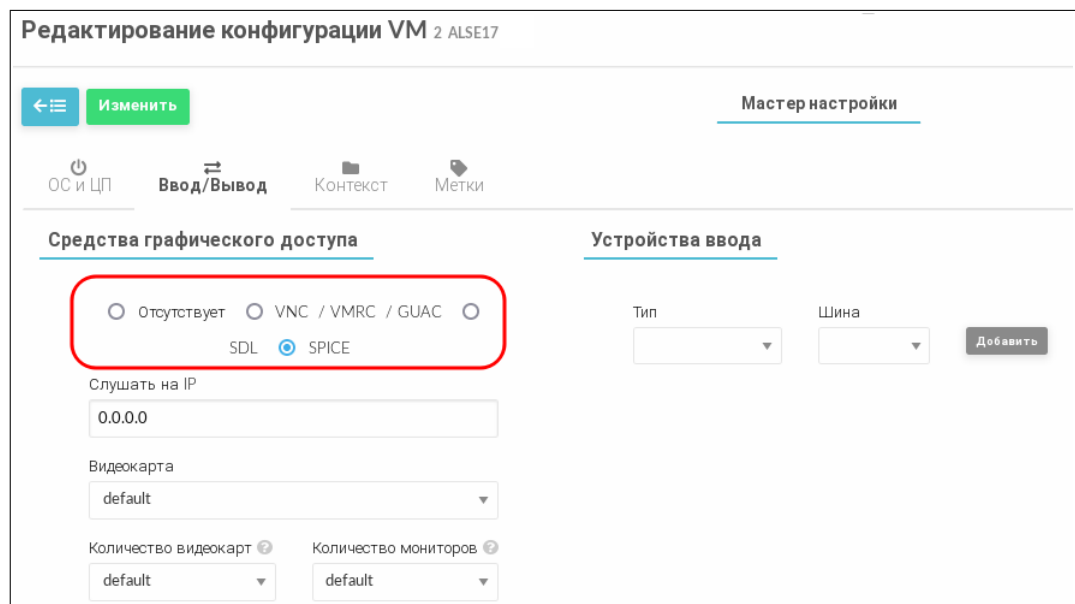 Редактирование конфигурации VM 2 ALSE17
Изменить
Мастер настройки
ОС и ЦП Ввод/Вывод Контекст Метки
Средства графического доступа
Устройства ввода
Отсутствует VNC / VMRC / GUAC
SDL SPICE
Тип Шина
Добавить
Слушать на IP
0.0.0.0
Видеокарта
default
Количество видеокарт Количество мониторов
default default